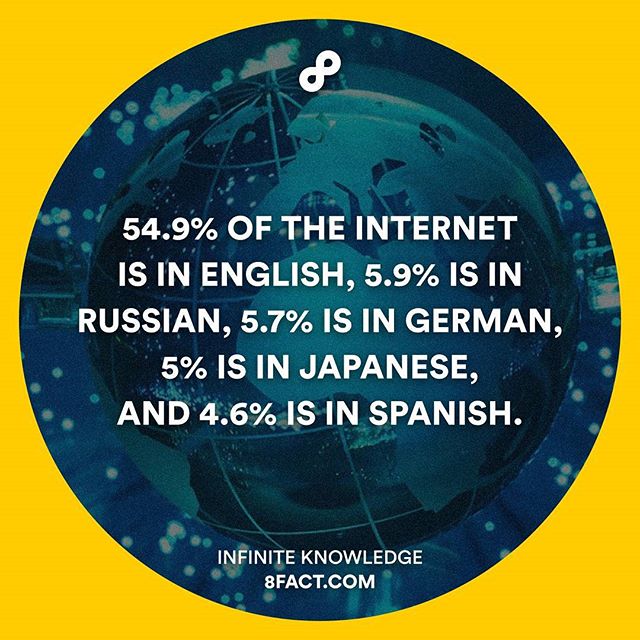 54.9% OF THE INTERNET
IS IN ENGLISH, 5.9% IS IN
RUSSIAN, 5.7% IS IN GERMAN,
5% IS IN JAPANESE,
AND 4.6% IS IN SPANISH.
INFINITE KNOWLEDGE
8FACT.COM